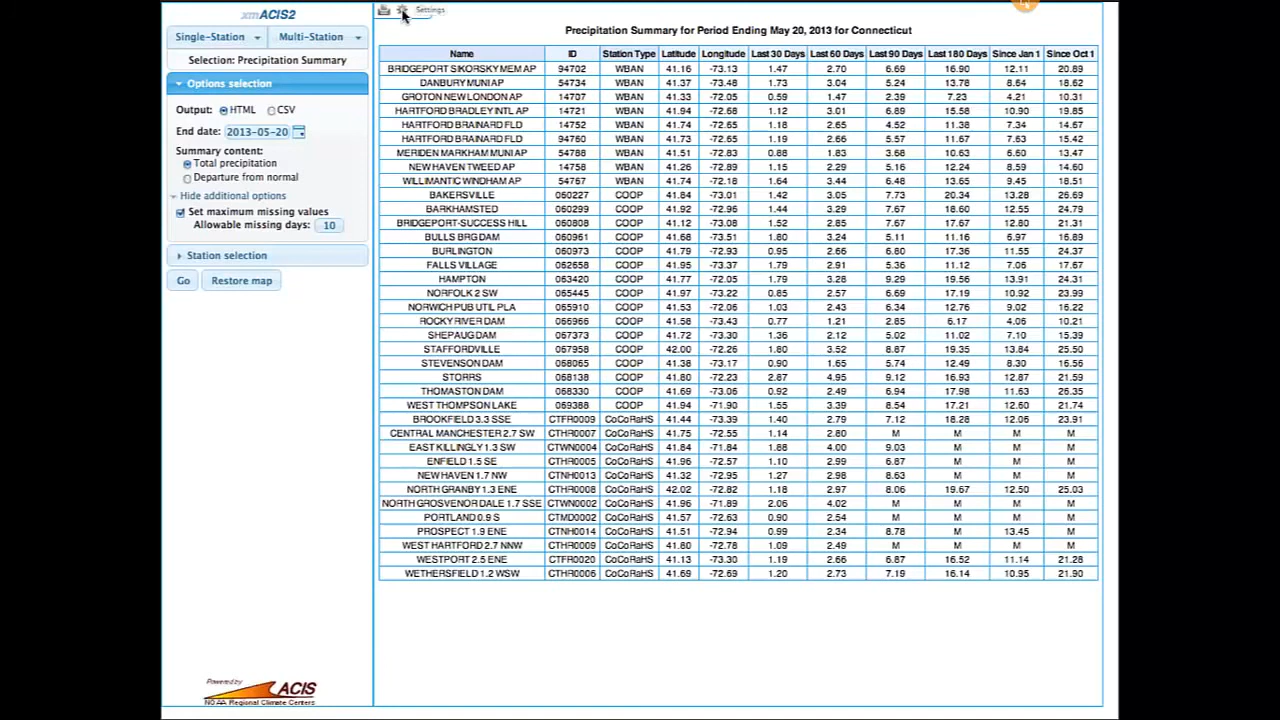 xmACIS2
Single-Station Multi-Station
Selection: Precipitation Summary
Options selection
Output: HTML CSV
End date: 2013-05-20
Summary content:
Total precipitation
Departure from normal
Hide additional options
Set maximum missing values
Allowable missing days: 10
Station selection
Go Restore map
Powered by
ACIS
NOAA Regional Climate Centers
Settings
Precipitation Summary for Period Ending May 20, 2013 for Connecticut
Name ID Station Type Latitude Longitude Last 30 Days Last 60 Days Last 90 Days Last 180 Days Since Jan 1 Since Oct 1
BRIDGEPORT SIKORSKY MEM AP 94702 WBAN 41.16 -73.13 1.47 2.70 6.69 16.90 12.11 20.89
DANBURY MUNI AP 54734 WBAN 41.37 -73.48 1.73 3.04 5.24 13.78 8.64 18.62
GROTON NEW LONDON AP 14707 WBAN 41.33 -72.05 0.59 1.47 2.39 7.23 4.21 10.31
HARTFORD BRADLEY INTL AP 14721 WBAN 41.94 -72.68 1.12 3.01 6.89 15.58 10.90 19.85
HARTFORD BRAINARD FLD 14752 WBAN 41.74 -72.65 1.18 2.65 4.52 11.38 7.34 14.67
HARTFORD BRAINARD FLD 94760 WBAN 41.73 -72.65 1.19 2.66 5.57 11.67 7.63 15.42
MERIDEN MARKHAM MUNI AP 54788 WBAN 41.51 -72.83 0.88 1.83 3.68 10.63 6.60 13.47
NEW HAVEN TWEED AP 14758 WBAN 41.26 -72.89 1.15 2.29 5.16 12.24 8.59 14.60
WILLIMANTIC WINDHAM AP 54767 WBAN 41.74 -72.18 1.64 3.44 6.48 13.65 9.45 18.51
BAKERSVILLE 060227 COOP 41.84 -73.01 1.42 3.05 7.73 20.34 13.28 26.69
BARKHAMSTED 060299 COOP 41.92 -72.96 1.44 3.29 7.67 18.60 12.55 24.79
BRIDGEPORT-SUCCESS HILL 060808 COOP 41.12 -73.08 1.52 2.85 7.67 17.67 12.80 21.31
BULLS BRG DAM 060961 COOP 41.68 -73.51 1.80 3.24 5.11 11.16 6.97 16.89
BURLINGTON 060973 COOP 41.79 -72.93 0.95 2.66 6.80 17.36 11.55 24.37
FALLS VILLAGE 062658 COOP 41.95 -73.37 1.79 2.91 5.36 11.12 7.06 17.67
HAMPTON 063420 COOP 41.77 -72.05 1.79 3.28 9.29 19.56 13.91 24.31
NORFOLK 2 SW 065445 COOP 41.97 -73.22 0.85 2.57 6.69 17.19 10.92 23.99
NORWICH PUB UTIL PLA 065910 COOP 41.53 -72.06 1.03 2.43 6.34 12.76 9.02 16.22
ROCKY RIVER DAM 066966 COOP 41.58 -73.43 0.77 1.21 2.85 6.17 4.06 10.21
SHEPAUG DAM 067373 COOP 41.72 -73.30 1.36 2.12 5.02 11.02 7.10 15.39
STAFFORDVILLE 067958 COOP 42.00 -72.26 1.80 3.52 8.87 19.35 13.84 25.50
STEVENSON DAM 068065 COOP 41.38 -73.17 0.90 1.65 5.74 12.49 8.30 16.56
STORRS 068138 COOP 41.80 -72.23 2.87 4.95 9.12 16.93 12.87 21.59
THOMASTON DAM 068330 COOP 41.69 -73.06 0.92 2.49 6.94 17.98 11.63 26.35
WEST THOMPSON LAKE 069388 COOP 41.94 -71.90 1.55 3.39 8.54 17.21 12.60 21.74
BROOKFIELD 3.3 SSE CTFR0009 CoCoRaHS 41.44 -73.39 1.40 2.79 7.12 18.28 12.06 23.91
CENTRAL MANCHESTER 2.7 SW CTHR0007 CoCoRaHS 41.75 -72.55 1.14 2.80 M M M M
EAST KILLINGLY 1.3 SW CTWN0004 CoCoRaHS 41.84 -71.84 1.88 4.00 9.03 M M M
ENFIELD 1.5 SE CTHR0005 CoCoRaHS 41.96 -72.57 1.10 2.99 6.87 M M M
NEW HAVEN 1.7 NW CTNH0013 CoCoRaHS 41.32 -72.95 1.27 2.98 8.63 M M M
NORTH GRANBY 1.3 ENE CTHR0008 CoCoRaHS 42.02 -72.82 1.18 2.97 8.06 19.67 12.50 25.03
NORTH GROSVENOR DALE 1.7 SSE CTWN0002 CoCoRaHS 41.96 -71.89 2.06 4.02 M M M M
PORTLAND 0.9 S CTMD0002 CoCoRaHS 41.57 -72.63 0.90 2.54 M M M M
PROSPECT 1.9 ENE CTNH0014 CoCoRaHS 41.51 -72.94 0.99 2.34 8.78 M 13.45 M
WEST HARTFORD 2.7 NNW CTHR0009 CoCoRaHS 41.80 -72.78 1.09 2.49 M M M M
WESTPORT 2.5 ENE CTFR0020 CoCoRaHS 41.13 -73.30 1.19 2.66 6.87 16.52 11.14 21.28
WETHERSFIELD 1.2 WSW CTHR0006 CoCoRaHS 41.69 -72.69 1.20 2.73 7.19 16.14 10.95 21.90